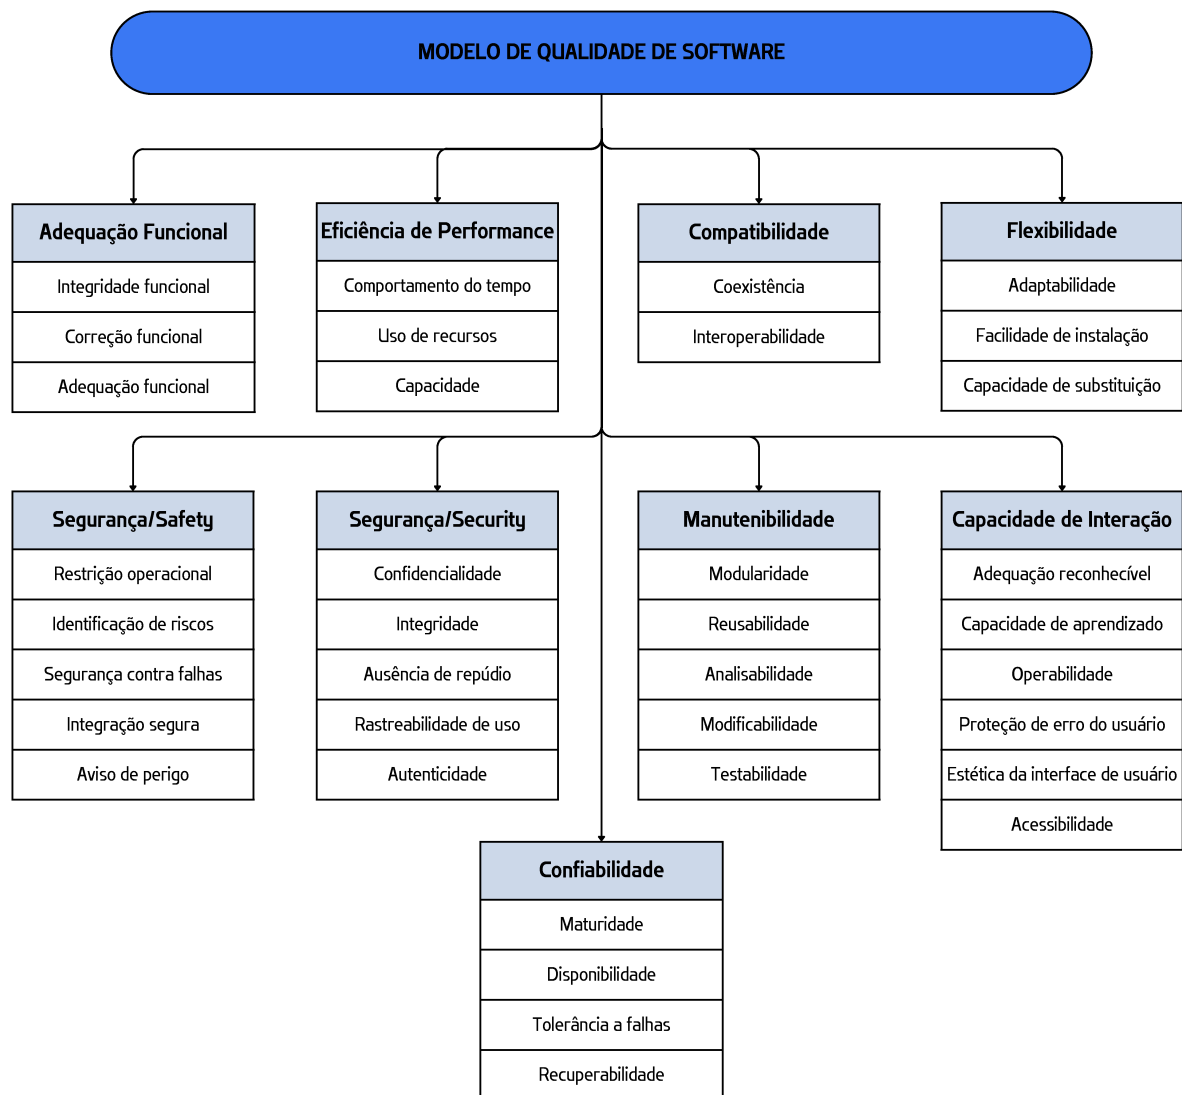 MODELO DE QUALIDADE DE SOFTWARE
Adequação Funcional
Integridade funcional
Correção funcional
Adequação funcional
Eficiência de Performance
Comportamento do tempo
Uso de recursos
Capacidade
Compatibilidade
Coexistência
Interoperabilidade
Flexibilidade
Adaptabilidade
Facilidade de instalação
Capacidade de substituição
Segurança/Safety
Restrição operacional
Identificação de riscos
Segurança contra falhas
Integração segura
Aviso de perigo
Segurança/Security
Confidencialidade
Integridade
Ausência de repúdio
Rastreabilidade de uso
Autenticidade
Manutenibilidade
Modularidade
Reusabilidade
Analisabilidade
Modificabilidade
Testabilidade
Capacidade de Interação
Adequação reconhecível
Capacidade de aprendizado
Operabilidade
Proteção de erro do usuário
Estética da interface de usuário
Acessibilidade
Confiabilidade
Maturidade
Disponibilidade
Tolerância a falhas
Recuperabilidade